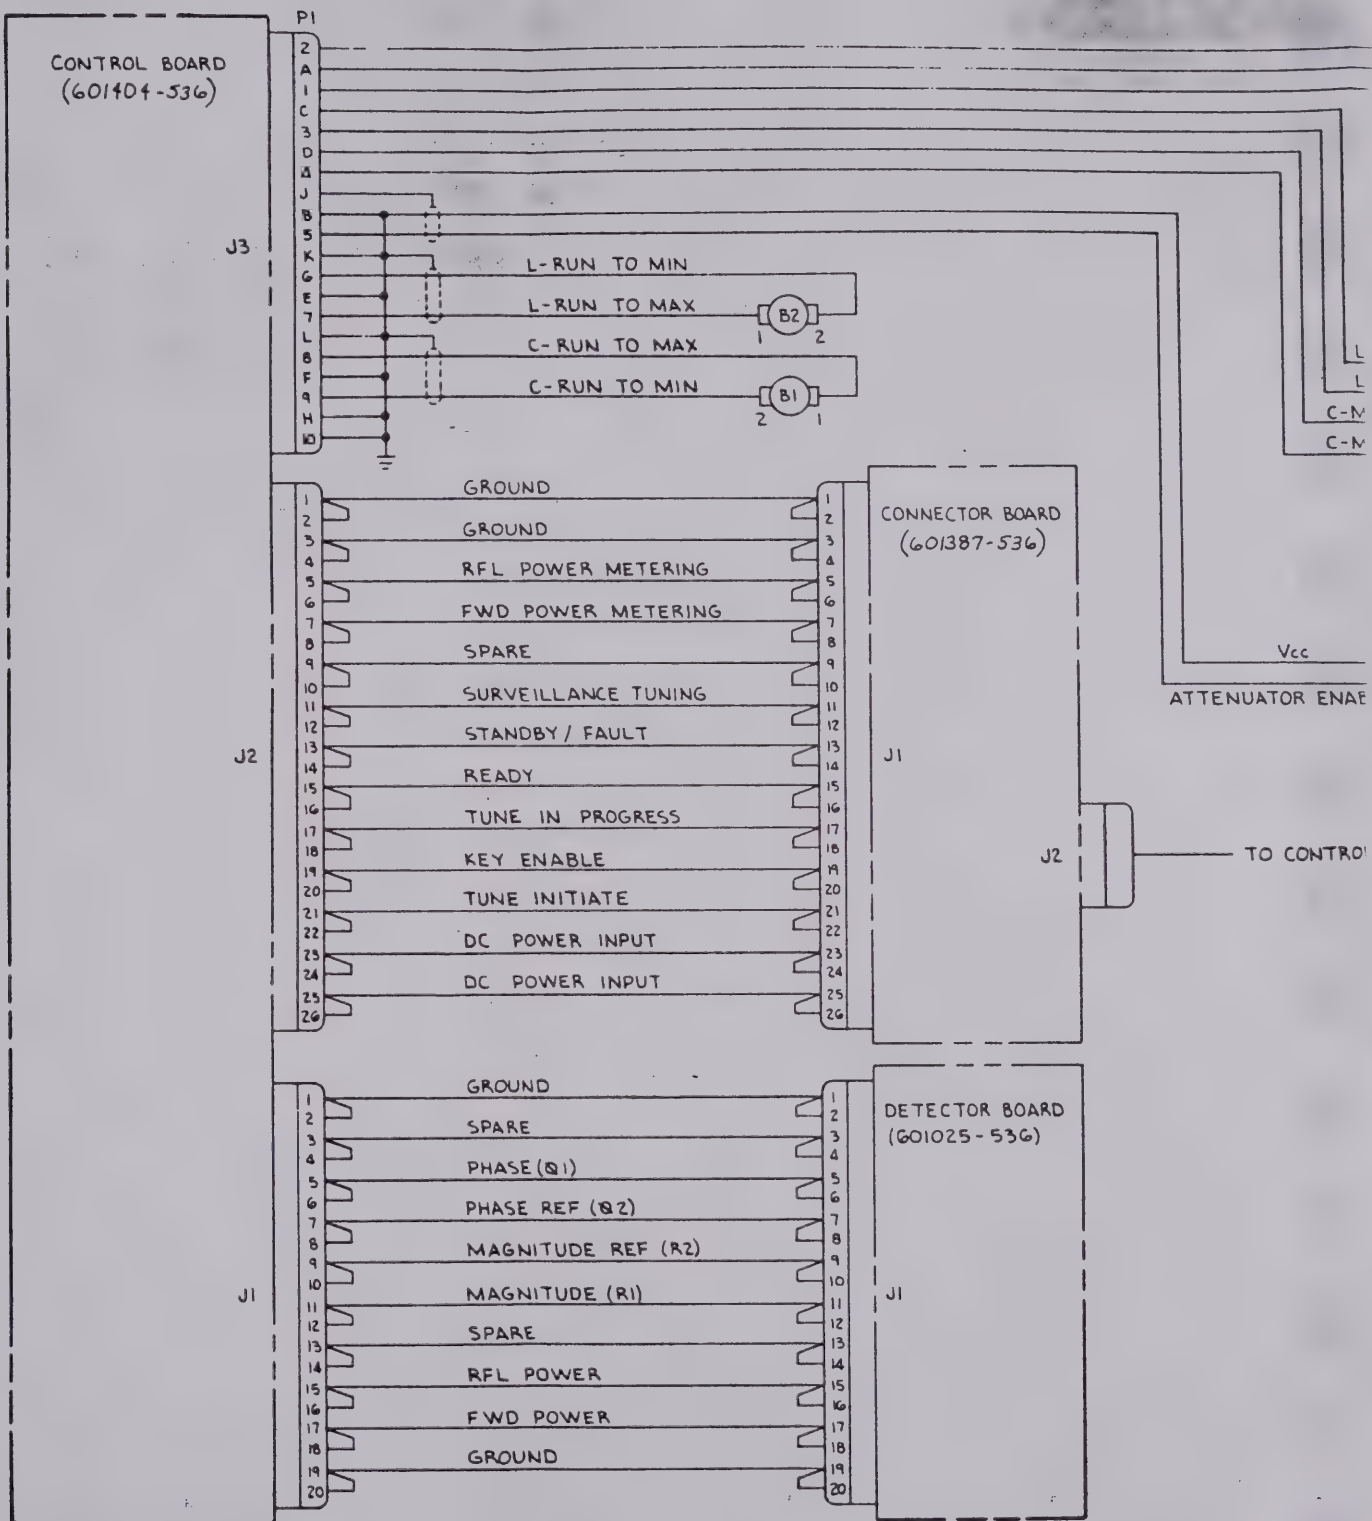 P1
CONTROL BOARD
(601404-536)
2
A
1
C
3
D
4
J
B
5
K
6
E
7
L
8
F
9
H
10
J3
L-RUN TO MIN
L-RUN TO MAX
B2
1 2
C-RUN TO MAX
C-RUN TO MIN
B1
2 1
L
L
C-M
C-M
Vcc
ATTENUATOR ENAB
J2
1
2
3
4
5
6
7
8
9
10
11
12
13
14
15
16
17
18
19
20
21
22
23
24
25
26
GROUND
GROUND
RFL POWER METERING
FWD POWER METERING
SPARE
SURVEILLANCE TUNING
STANDBY / FAULT
READY
TUNE IN PROGRESS
KEY ENABLE
TUNE INITIATE
DC POWER INPUT
DC POWER INPUT
1
2
3
4
5
6
7
8
9
10
11
12
13
14
15
16
17
18
19
20
21
22
23
24
25
26
CONNECTOR BOARD
(601387-536)
J1
J2
TO CONTRO
J1
1
2
3
4
5
6
7
8
9
10
11
12
13
14
15
16
17
18
19
20
GROUND
SPARE
PHASE (Ø1)
PHASE REF (Ø2)
MAGNITUDE REF (R2)
MAGNITUDE (R1)
SPARE
RFL POWER
FWD POWER
GROUND
1
2
3
4
5
6
7
8
9
10
11
12
13
14
15
16
17
18
19
20
DETECTOR BOARD
(601025-536)
J1